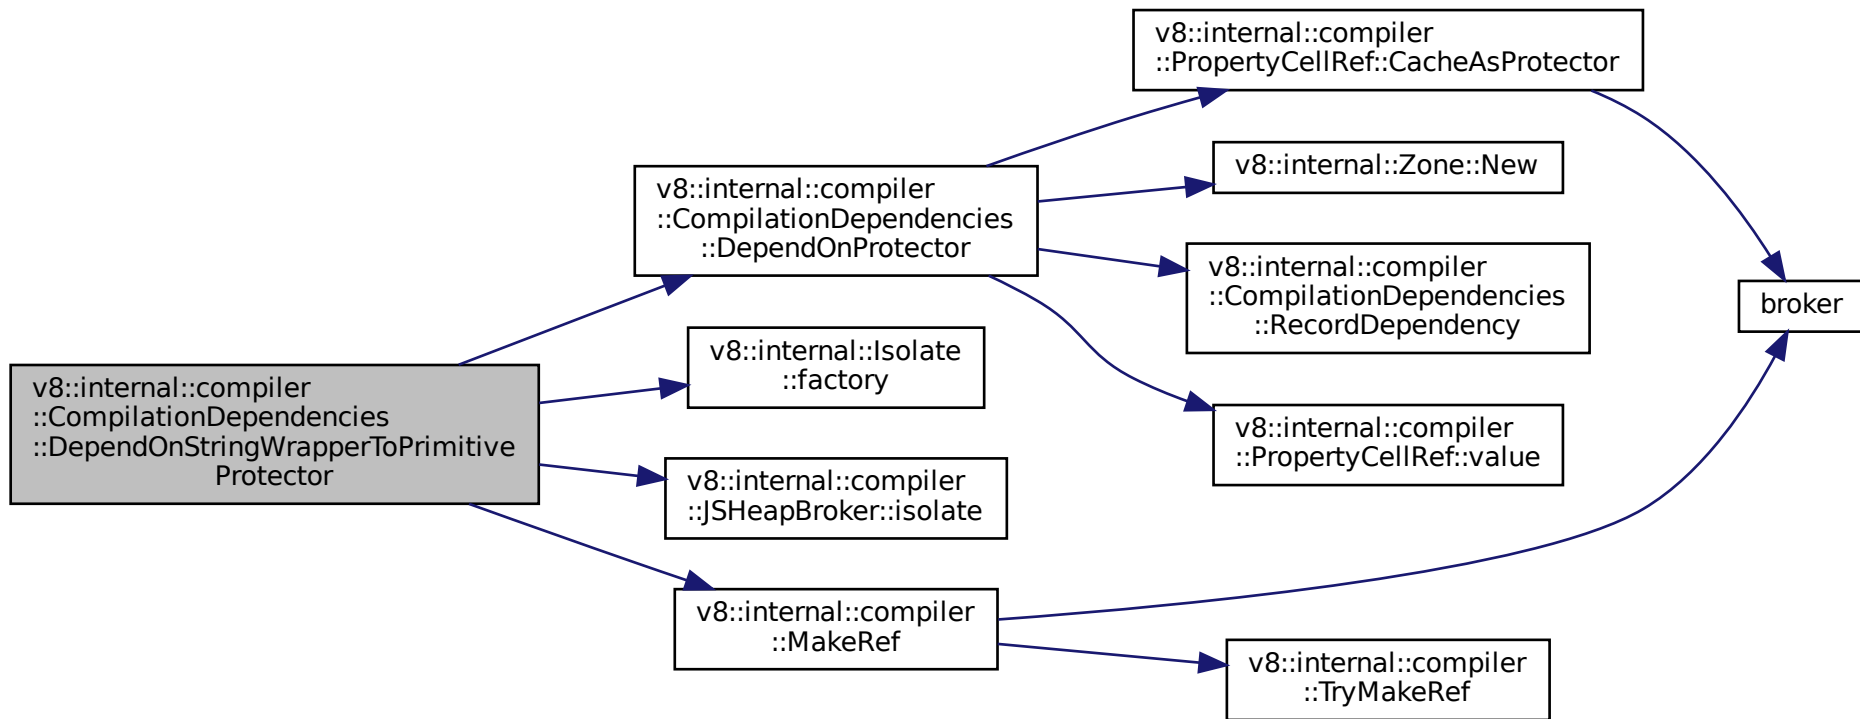 v8::internal::compiler
::CompilationDependencies
::DependOnStringWrapperToPrimitive
Protector
v8::internal::compiler
::CompilationDependencies
::DependOnProtector
v8::internal::compiler
::PropertyCellRef::CacheAsProtector
broker
v8::internal::Zone::New
v8::internal::compiler
::CompilationDependencies
::RecordDependency
v8::internal::compiler
::PropertyCellRef::value
v8::internal::Isolate
::factory
v8::internal::compiler
::JSHeapBroker::isolate
v8::internal::compiler
::MakeRef
v8::internal::compiler
::TryMakeRef